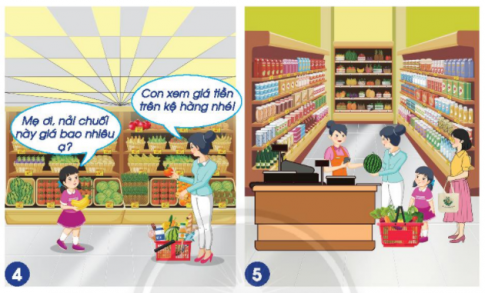 Mẹ ơi, nải chuối
này giá bao nhiêu
ạ?
Con xem giá tiền
trên kệ hàng nhé!
4
5